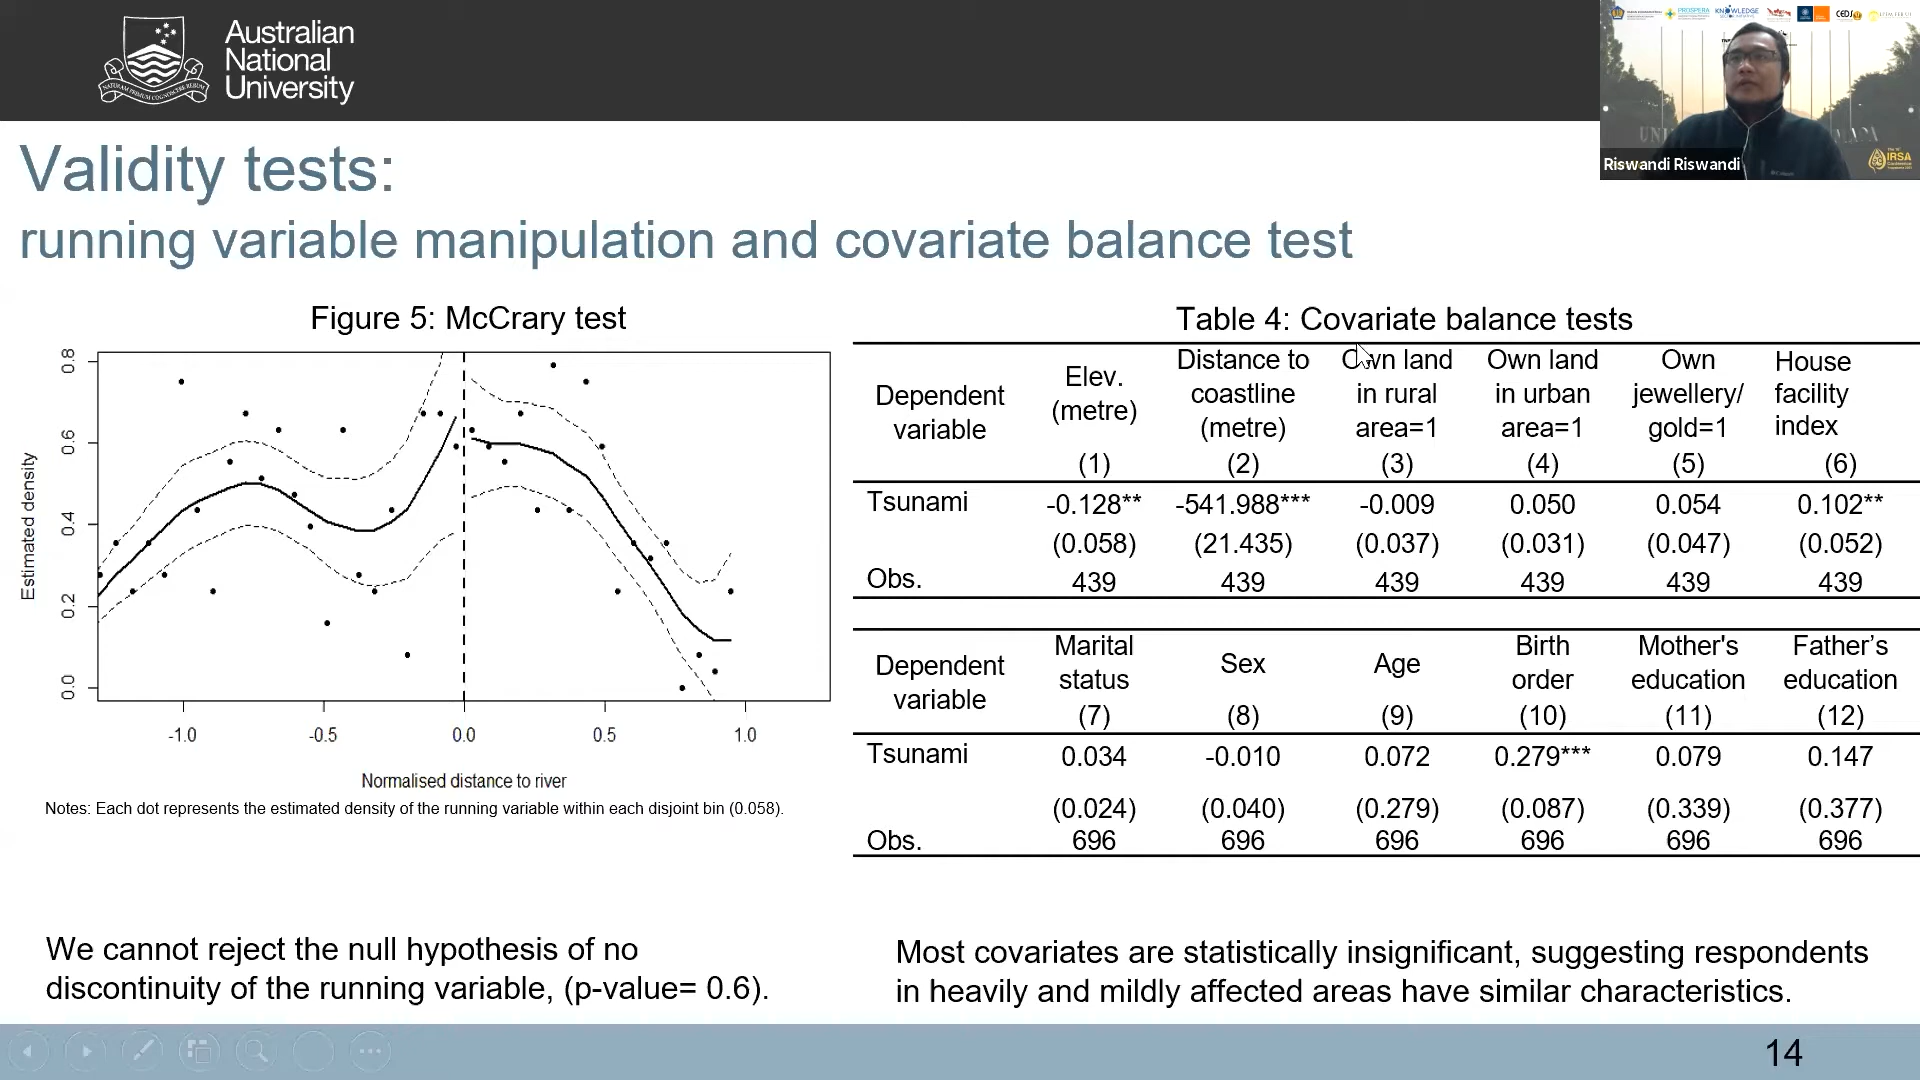 Australian
National
University
NATURAM PRIMUM COGNOSCERE RERUM
PROSPERA
KNOWLEDGE
CEDS
IRSA
Riswandi Riswandi
Validity tests:
running variable manipulation and covariate balance test
Figure 5: McCrary test
Estimated density
0.8
0.6
0.4
0.2
0.0
-1.0 -0.5 0.0 0.5 1.0
Normalised distance to river
Notes: Each dot represents the estimated density of the running variable within each disjoint bin (0.058).
We cannot reject the null hypothesis of no
discontinuity of the running variable, (p-value= 0.6).
Table 4: Covariate balance tests
Dependent variable Elev. (metre) Distance to coastline (metre) Own land in rural area=1 Own land in urban area=1 Own jewellery/ gold=1 House facility index
(1) (2) (3) (4) (5) (6)
Tsunami -0.128** -541.988*** -0.009 0.050 0.054 0.102**
(0.058) (21.435) (0.037) (0.031) (0.047) (0.052)
Obs. 439 439 439 439 439 439
Dependent variable Marital status Sex Age Birth order Mother's education Father’s education
(7) (8) (9) (10) (11) (12)
Tsunami 0.034 -0.010 0.072 0.279*** 0.079 0.147
(0.024) (0.040) (0.279) (0.087) (0.339) (0.377)
Obs. 696 696 696 696 696 696
Most covariates are statistically insignificant, suggesting respondents
in heavily and mildly affected areas have similar characteristics.
14